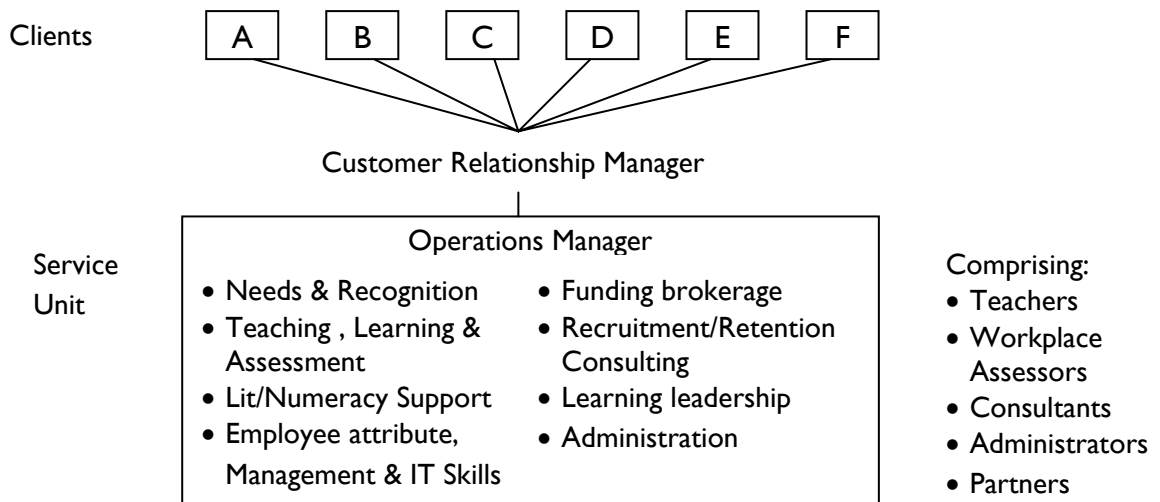 Clients
A B C D E F
Customer Relationship Manager
Service
Unit
Operations Manager
• Needs & Recognition
• Teaching , Learning &
Assessment
• Lit/Numeracy Support
• Employee attribute,
Management & IT Skills
• Funding brokerage
• Recruitment/Retention
Consulting
• Learning leadership
• Administration
Comprising:
• Teachers
• Workplace
Assessors
• Consultants
• Administrators
• Partners